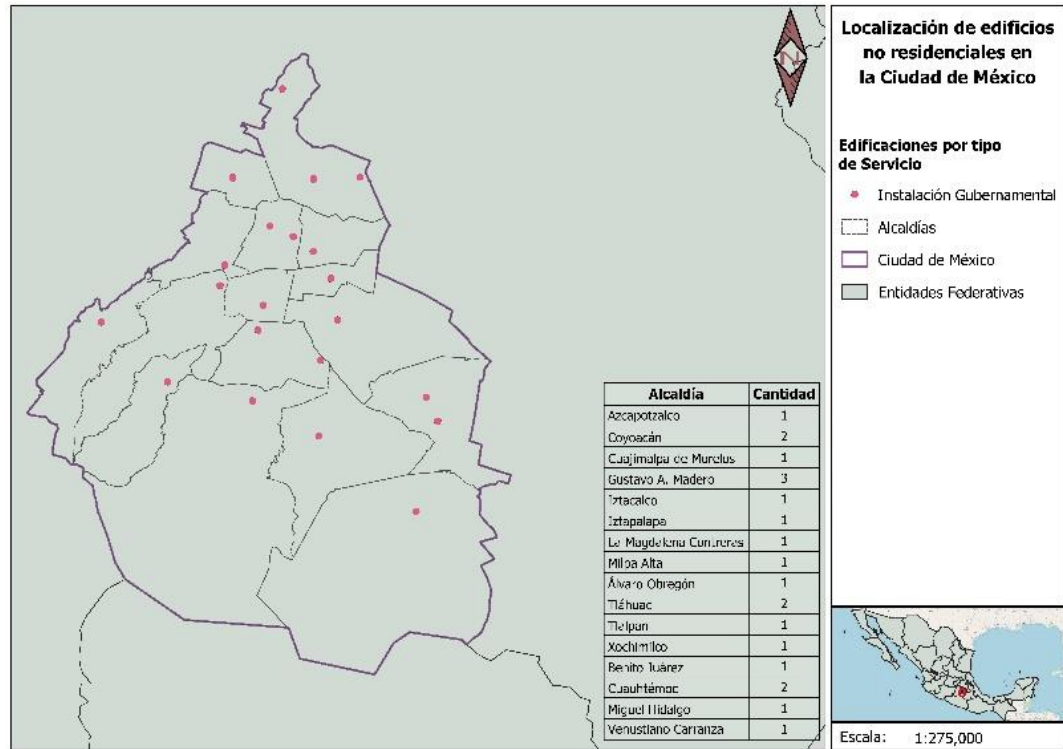 Localización de edificios
no residenciales en
la Ciudad de México
Edificaciones por tipo
de Servicio
Instalación Gubernamental
Alcaldías
Ciudad de México
Entidades Federativas
N
Alcaldía Cantidad
Azcapotzalco 1
Coyoacán 2
Cuajimalpa de Morelos 1
Gustavo A. Madero 3
Iztacalco 1
Iztapalapa 1
La Magdalena Contreras 1
Milpa Alta 1
Álvaro Obregón 1
Tláhuac 2
Tlalpan 1
Xochimilco 1
Benito Juárez 1
Cuauhtémoc 2
Miguel Hidalgo 1
Venustiano Carranza 1
Escala: 1:275,000